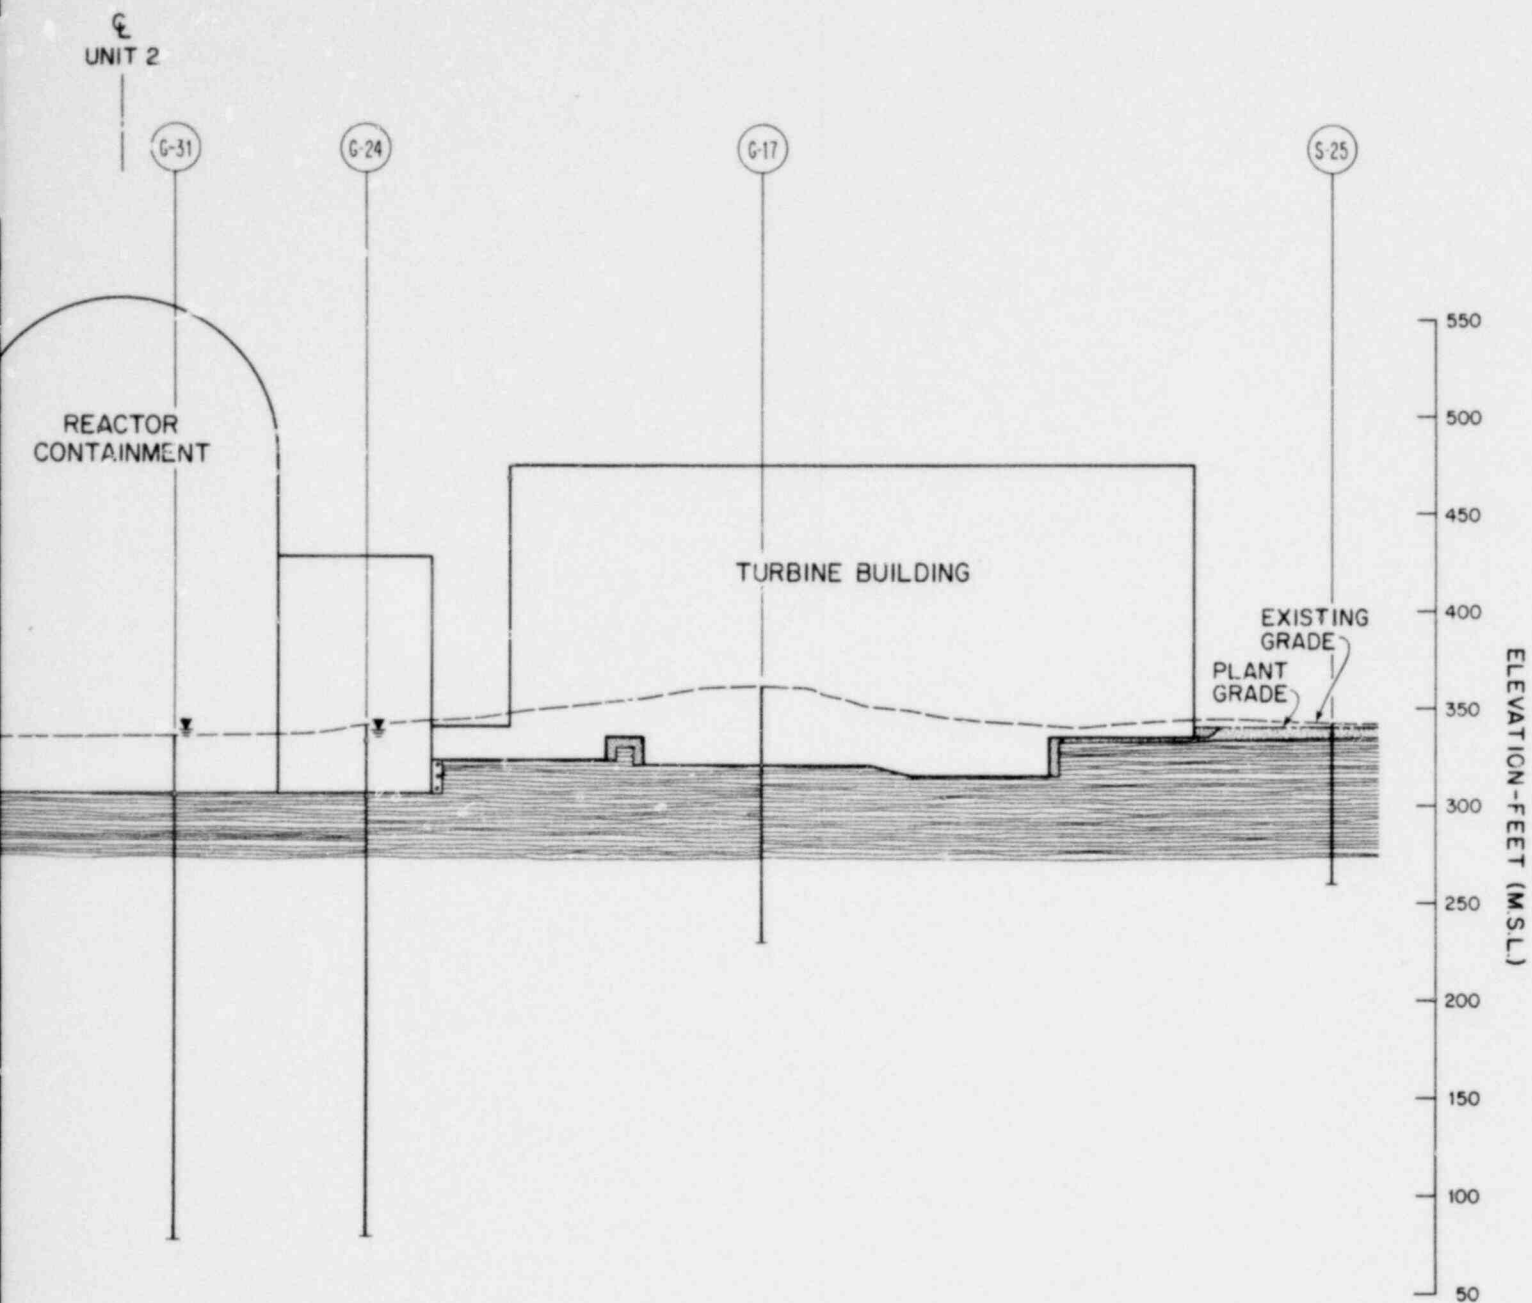 ℄
UNIT 2
G-31
G-24
G-17
S-25
REACTOR
CONTAINMENT
TURBINE BUILDING
EXISTING
GRADE
PLANT
GRADE
550
500
450
400
350
300
250
200
150
100
50
ELEVATION-FEET (M.S.L.)